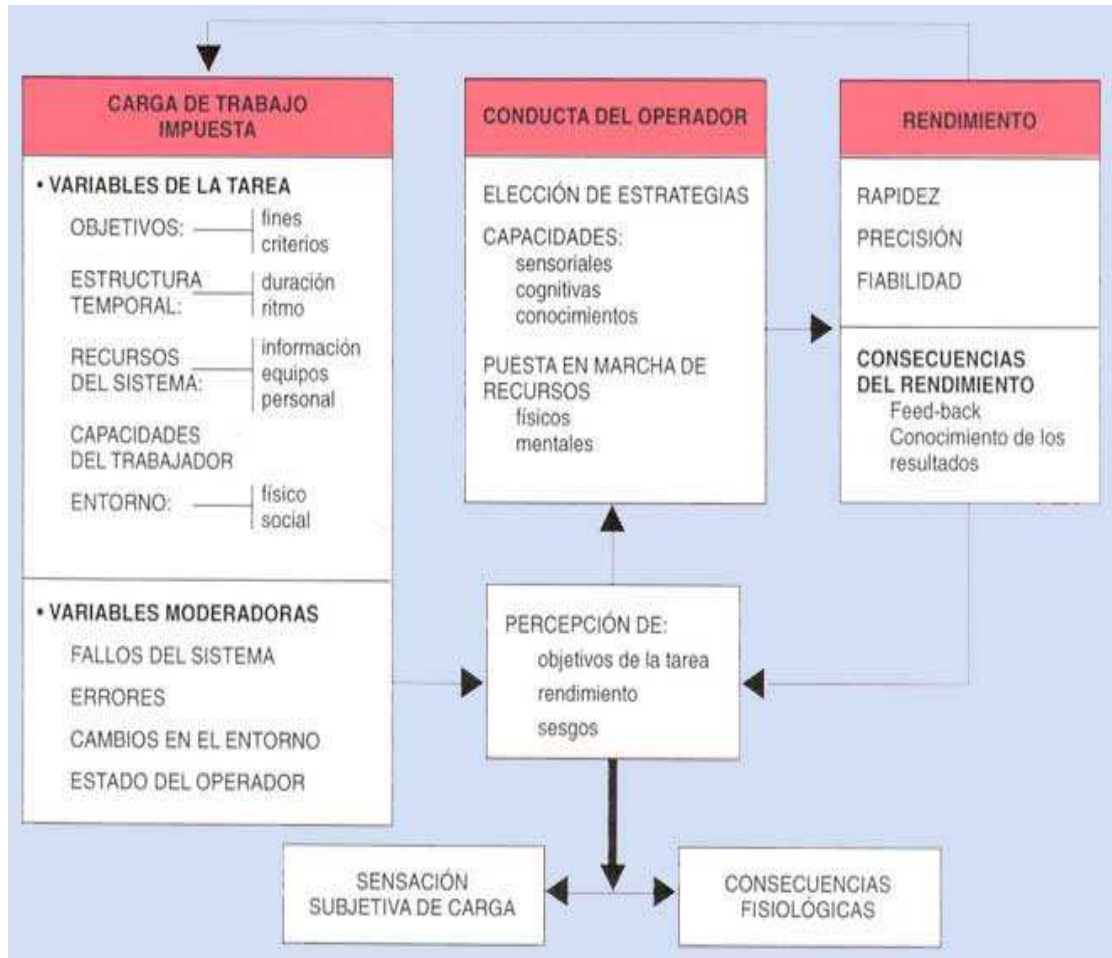 CARGA DE TRABAJO
IMPUESTA
• VARIABLES DE LA TAREA
OBJETIVOS:
fines
criterios
ESTRUCTURA
TEMPORAL:
duración
ritmo
RECURSOS
DEL SISTEMA:
información
equipos
personal
CAPACIDADES
DEL TRABAJADOR
ENTORNO:
físico
social
• VARIABLES MODERADORAS
FALLOS DEL SISTEMA
ERRORES
CAMBIOS EN EL ENTORNO
ESTADO DEL OPERADOR
CONDUCTA DEL OPERADOR
ELECCIÓN DE ESTRATEGIAS
CAPACIDADES:
sensoriales
cognitivas
conocimientos
PUESTA EN MARCHA DE
RECURSOS
físicos
mentales
RENDIMIENTO
RAPIDEZ
PRECISIÓN
FIABILIDAD
CONSECUENCIAS
DEL RENDIMIENTO
Feed-back
Conocimiento de los
resultados
PERCEPCIÓN DE:
objetivos de la tarea
rendimiento
sesgos
SENSACIÓN
SUBJETIVA DE CARGA
CONSECUENCIAS
FISIOLÓGICAS